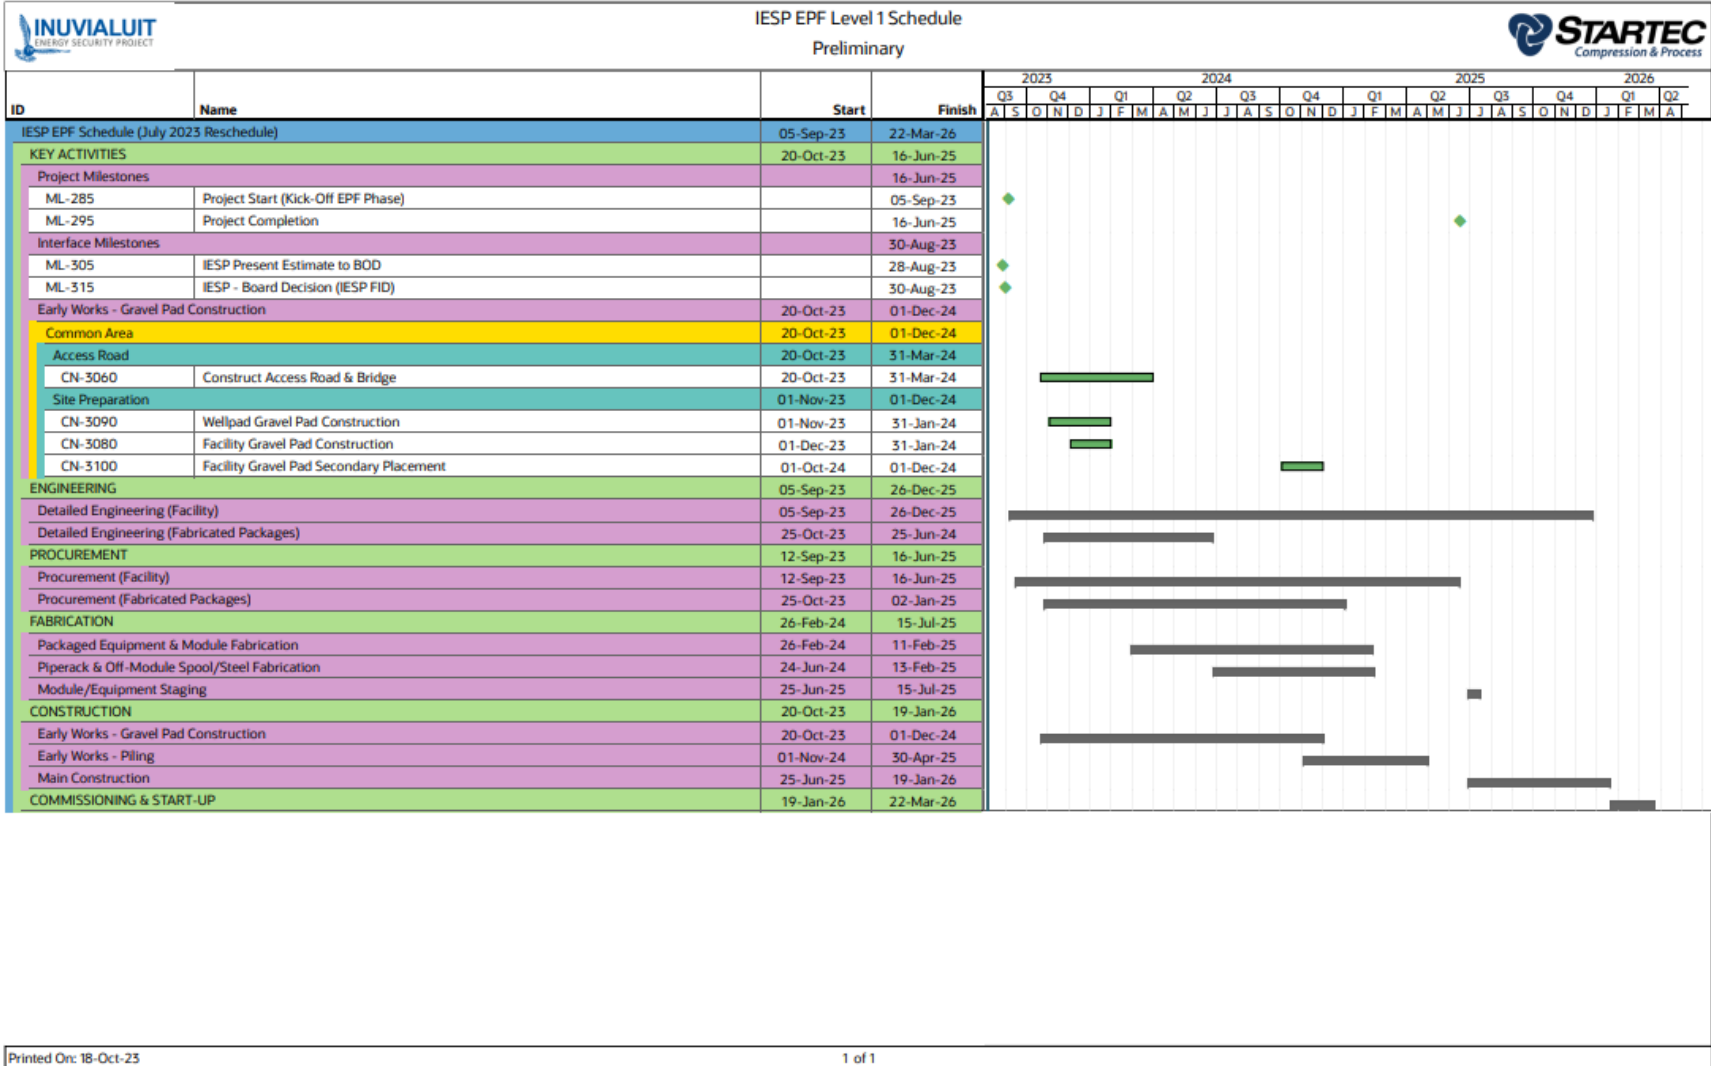 INUVIALUIT
ENERGY SECURITY PROJECT
IESP EPF Level 1 Schedule
Preliminary
STARTEC
Compression & Process
2023 2024 2025 2026
Q3 Q4 Q1 Q2 Q3 Q4 Q1 Q2 Q3 Q4 Q1 Q2
ID Name Start Finish A S O N D J F M A M J J A S O N D J F M A M J J A S O N D J F M A
IESP EPF Schedule (July 2023 Reschedule) 05-Sep-23 22-Mar-26
KEY ACTIVITIES 20-Oct-23 16-Jun-25
Project Milestones 16-Jun-25
ML-285 Project Start (Kick-Off EPF Phase) 05-Sep-23
ML-295 Project Completion 16-Jun-25
Interface Milestones 30-Aug-23
ML-305 IESP Present Estimate to BOD 28-Aug-23
ML-315 IESP - Board Decision (IESP FID) 30-Aug-23
Early Works - Gravel Pad Construction 20-Oct-23 01-Dec-24
Common Area 20-Oct-23 01-Dec-24
Access Road 20-Oct-23 31-Mar-24
CN-3060 Construct Access Road & Bridge 20-Oct-23 31-Mar-24
Site Preparation 01-Nov-23 01-Dec-24
CN-3090 Wellpad Gravel Pad Construction 01-Nov-23 31-Jan-24
CN-3080 Facility Gravel Pad Construction 01-Dec-23 31-Jan-24
CN-3100 Facility Gravel Pad Secondary Placement 01-Oct-24 01-Dec-24
ENGINEERING 05-Sep-23 26-Dec-25
Detailed Engineering (Facility) 05-Sep-23 26-Dec-25
Detailed Engineering (Fabricated Packages) 25-Oct-23 25-Jun-24
PROCUREMENT 12-Sep-23 16-Jun-25
Procurement (Facility) 12-Sep-23 16-Jun-25
Procurement (Fabricated Packages) 25-Oct-23 02-Jan-25
FABRICATION 26-Feb-24 15-Jul-25
Packaged Equipment & Module Fabrication 26-Feb-24 11-Feb-25
Piperack & Off-Module Spool/Steel Fabrication 24-Jun-24 13-Feb-25
Module/Equipment Staging 25-Jun-25 15-Jul-25
CONSTRUCTION 20-Oct-23 19-Jan-26
Early Works - Gravel Pad Construction 20-Oct-23 01-Dec-24
Early Works - Piling 01-Nov-24 30-Apr-25
Main Construction 25-Jun-25 19-Jan-26
COMMISSIONING & START-UP 19-Jan-26 22-Mar-26
Printed On: 18-Oct-23 1 of 1